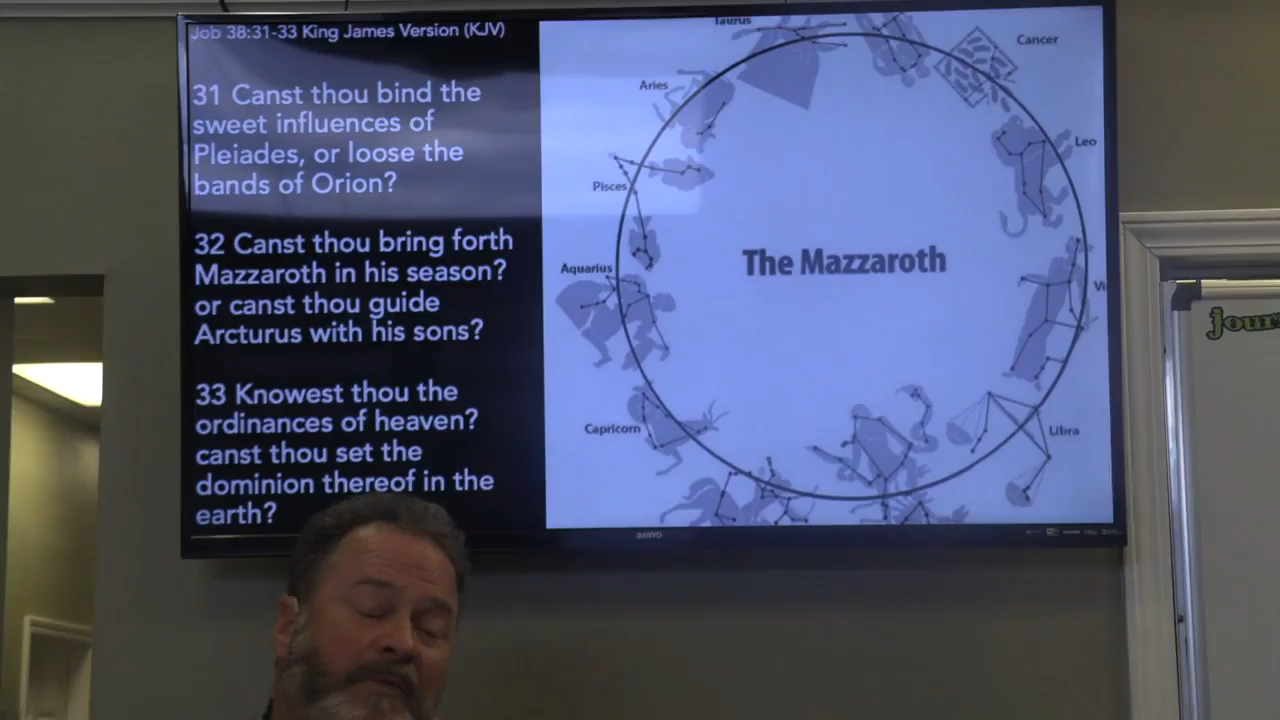 Job 38:31-33 King James Version (KJV)
31 Canst thou bind the
sweet influences of
Pleiades, or loose the
bands of Orion?
32 Canst thou bring forth
Mazzaroth in his season?
or canst thou guide
Arcturus with his sons?
33 Knowest thou the
ordinances of heaven?
canst thou set the
dominion thereof in the
earth?
Taurus
Cancer
Aries
Leo
Pisces
The Mazzaroth
Aquarius
Vi
Capricorn
Libra
SANYO
jour